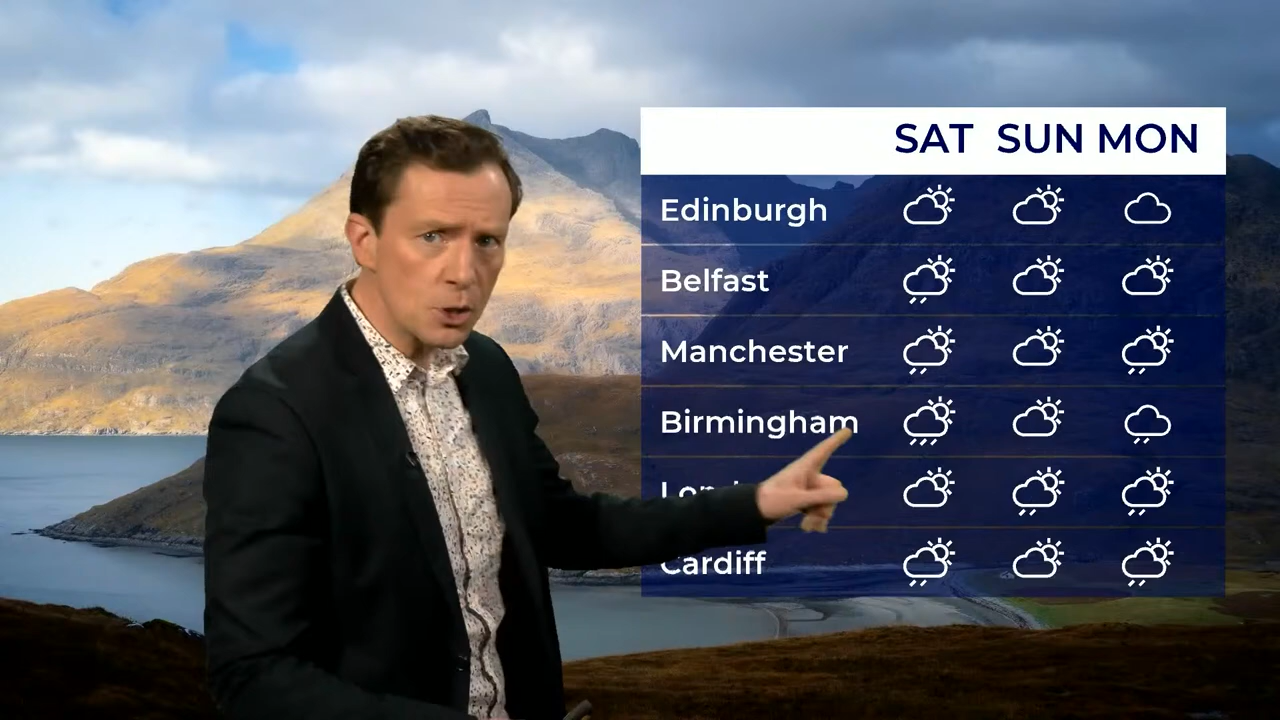 SAT SUN MON
Edinburgh
Belfast
Manchester
Birmingham
Cardiff